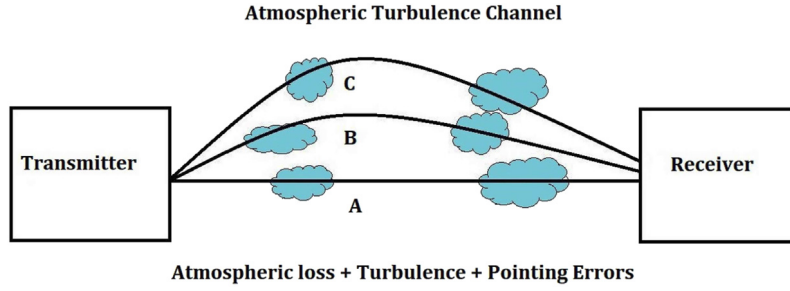 Atmospheric Turbulence Channel
C
B
Transmitter
Receiver
A
Atmospheric loss + Turbulence + Pointing Errors